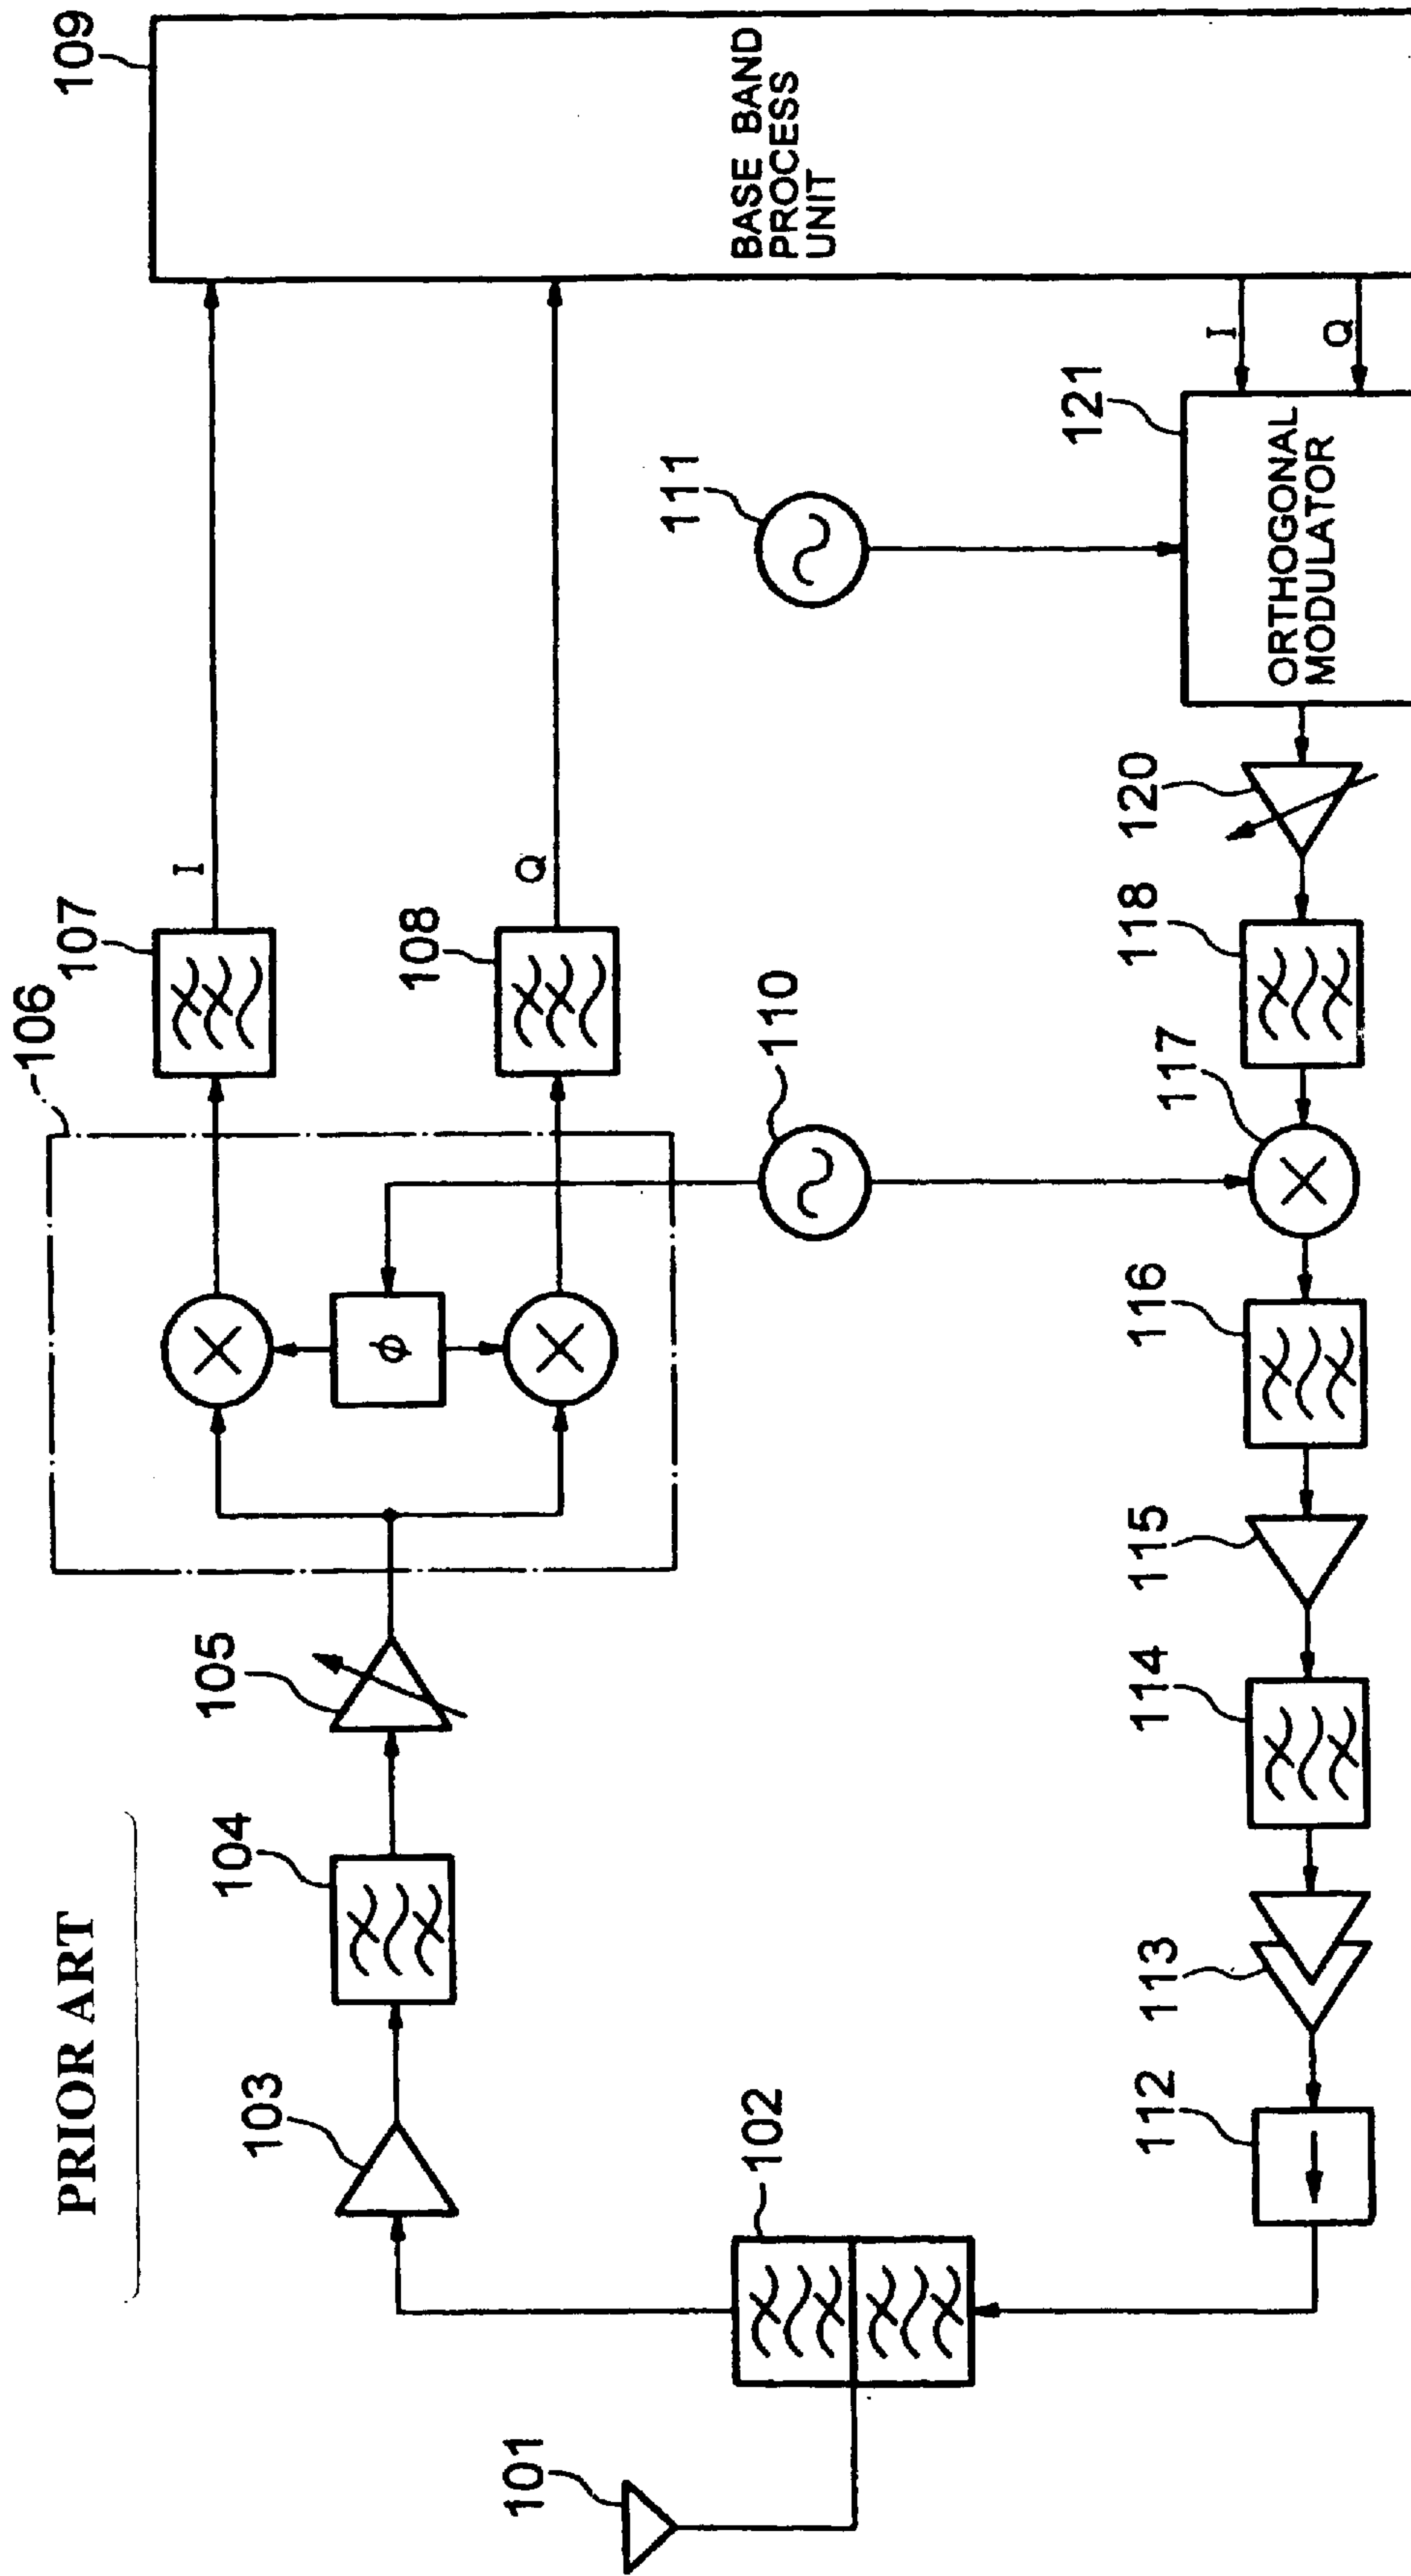 PRIOR ART
101
102
103
104
105
106
107
I
108
Q
109
BASE BAND
PROCESS
UNIT
110
111
φ
112
113
114
115
116
117
118
120
121
ORTHOGONAL
MODULATOR
I
Q